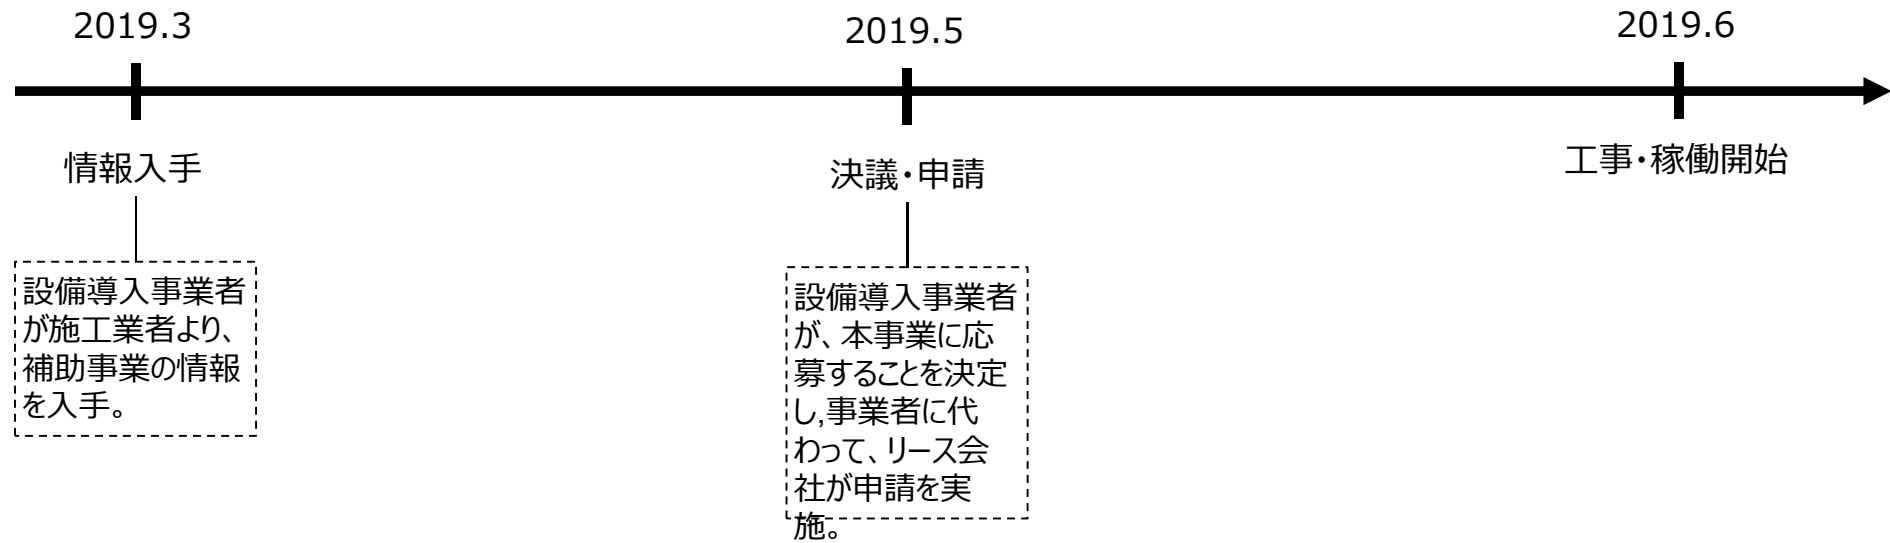 2019.3
2019.5
2019.6
情報入手
決議・申請
工事・稼働開始
設備導入事業者
が施工業者より、
補助事業の情報
を入手。
設備導入事業者
が、本事業に応
募することを決定
し,事業者に代
わって、リース会
社が申請を実
施。